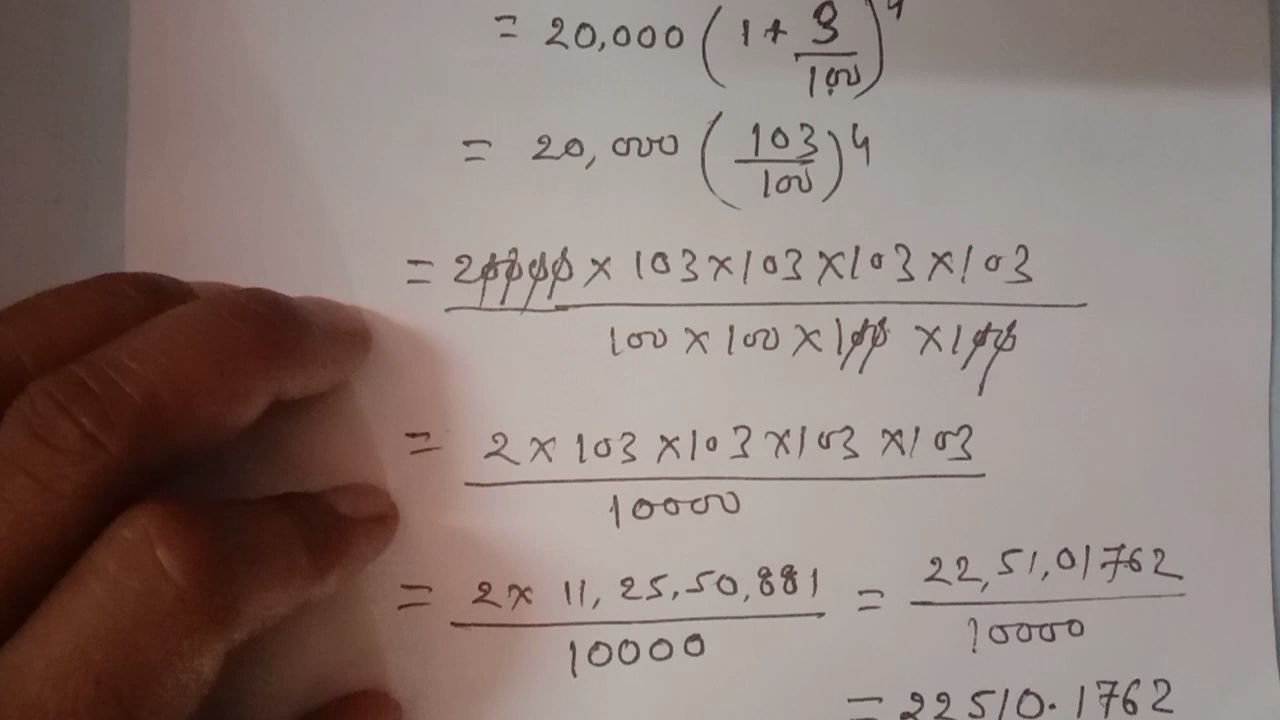 = 20,000 (1 + 3/100)^4
= 20,000 (103/100)^4
= 20000 × 103 × 103 × 103 × 103 / 100 × 100 × 100 × 100
= 2 × 103 × 103 × 103 × 103 / 10000
= 2 × 11,25,50,881 / 10000 = 22,51,01762 / 10000
= 22510.1762